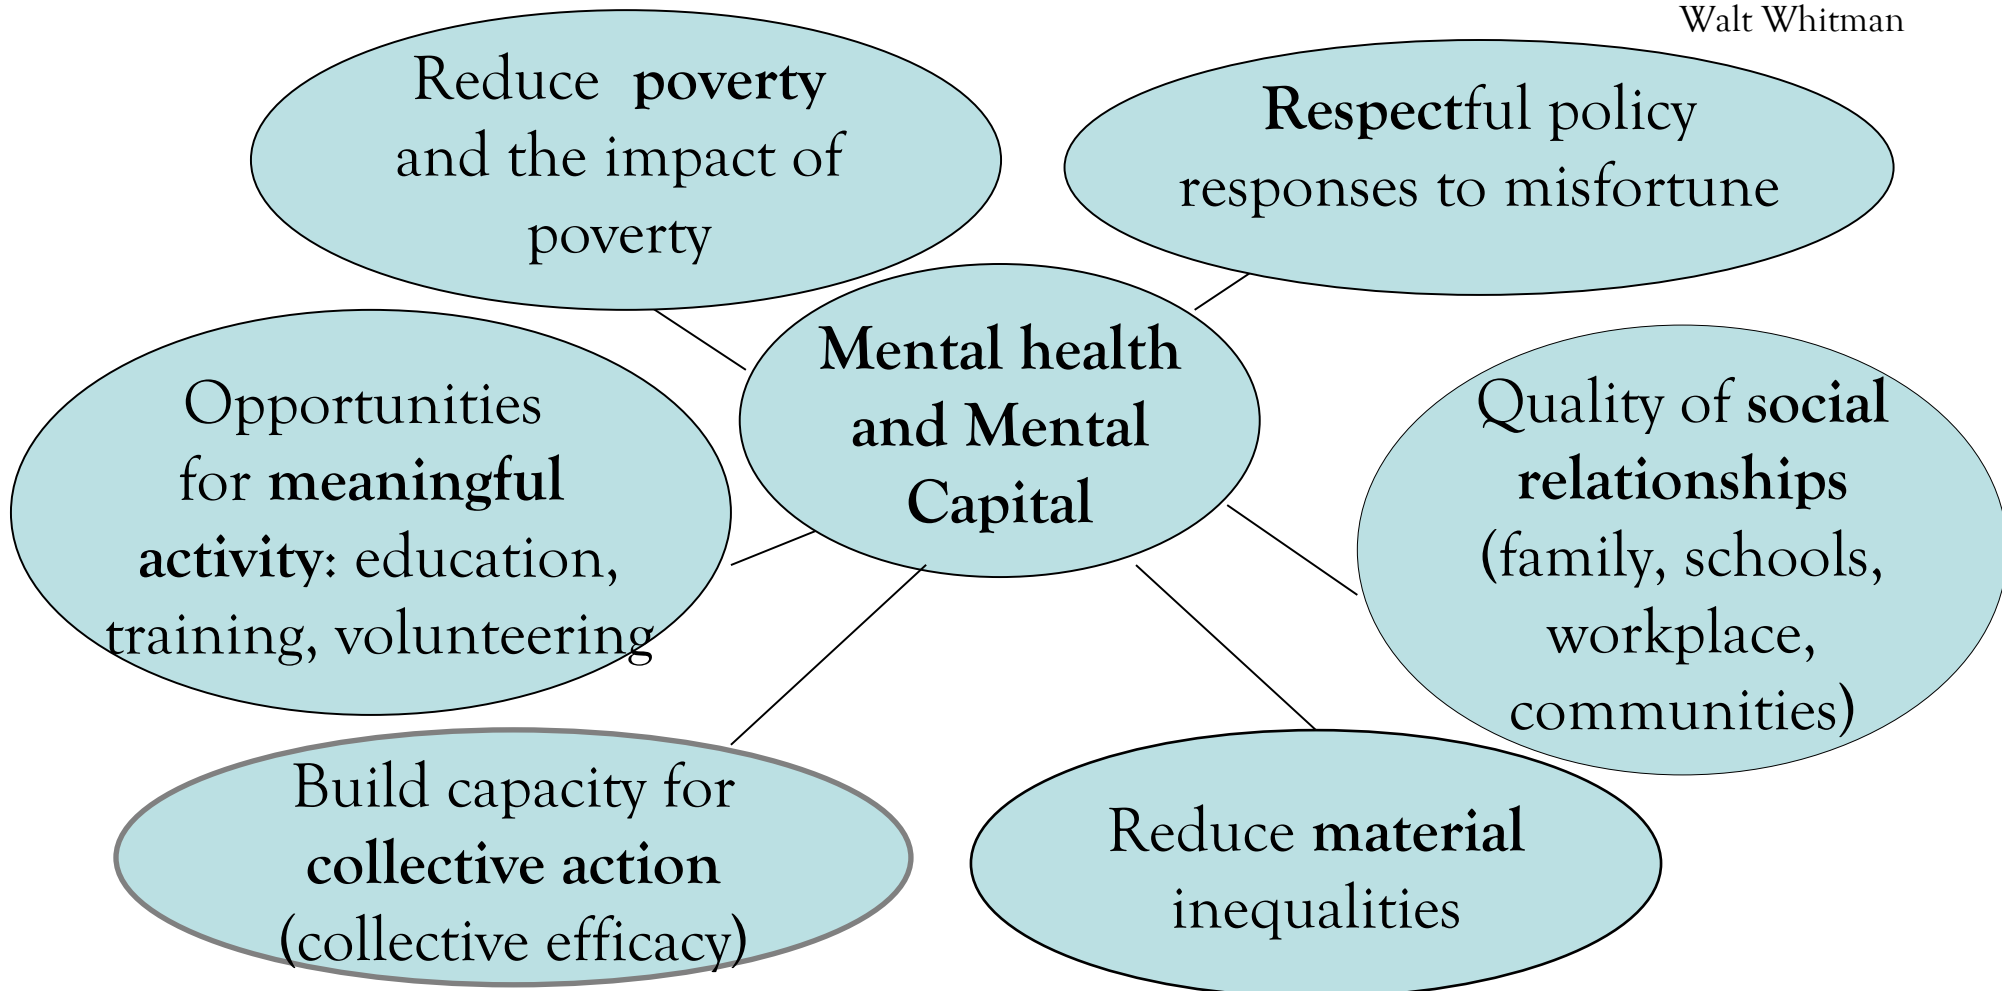 Walt Whitman
Reduce poverty
and the impact of
poverty
Respectful policy
responses to misfortune
Mental health
and Mental
Capital
Opportunities
for meaningful
activity: education,
training, volunteering
Quality of social
relationships
(family, schools,
workplace,
communities)
Build capacity for
collective action
(collective efficacy)
Reduce material
inequalities